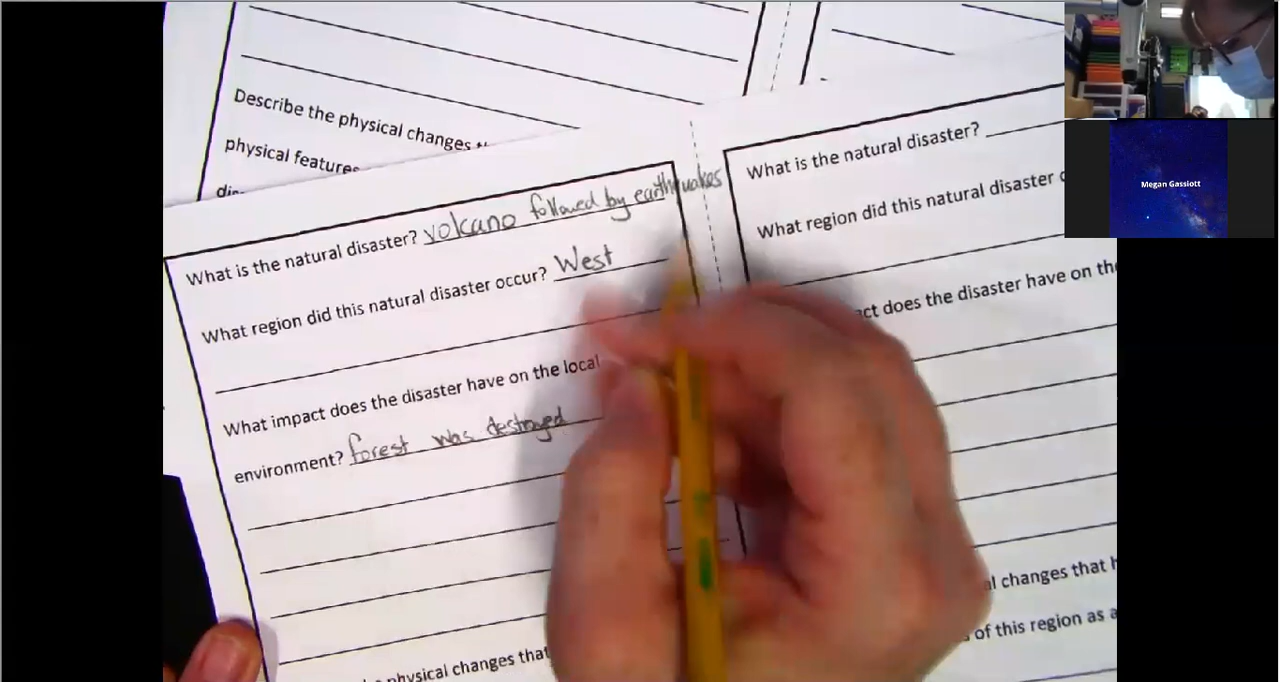 Describe the physical changes
physical features
What is the natural disaster? volcano followed by earthquakes
What region did this natural disaster occur? West
What impact does the disaster have on the local
environment? forest was destroyed
physical changes that
What is the natural disaster?
What region did this natural disaster
does the disaster have on the
changes that
of this region as a
Megan Gassiott